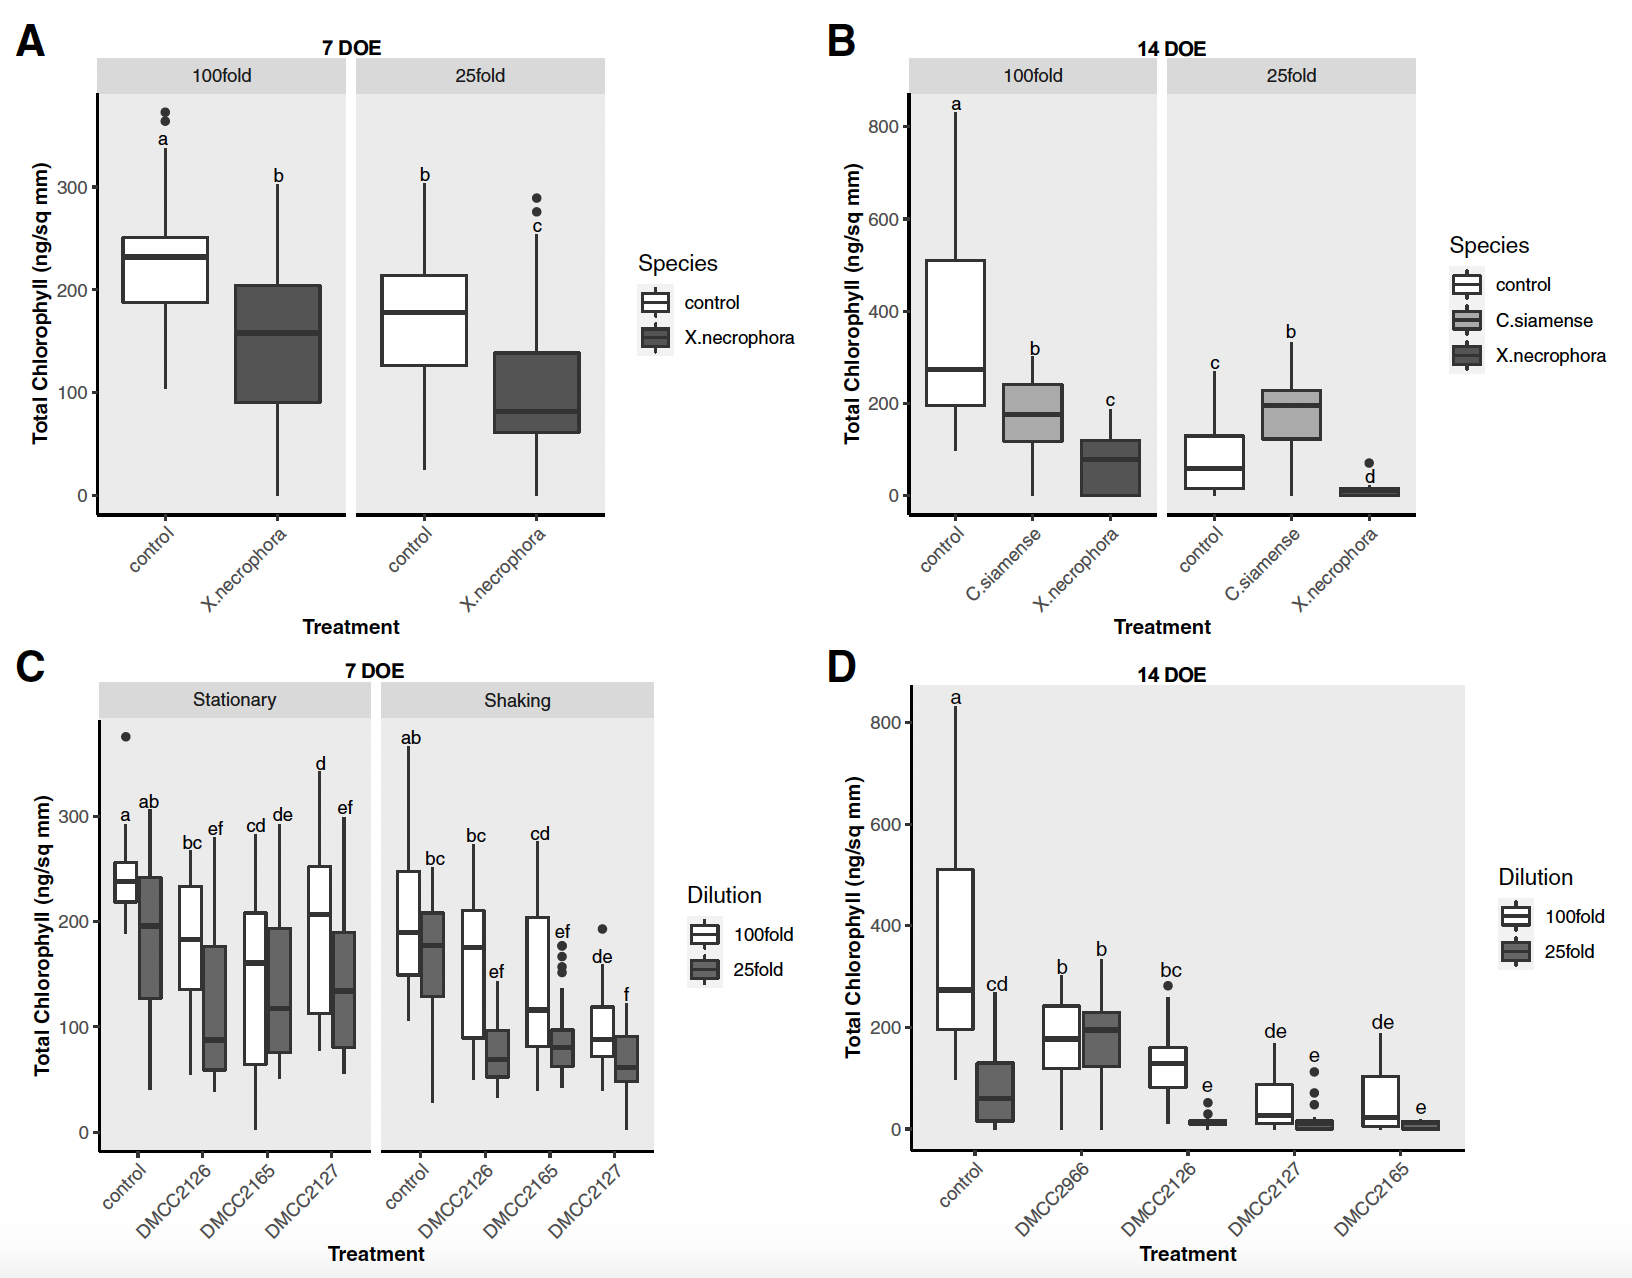 A
7 DOE
100fold
25fold
a
b
b
c
300
200
100
0
Total Chlorophyll (ng/sq mm)
control
X.necrophora
control
X.necrophora
Treatment
Species
control
X.necrophora
B
14 DOE
100fold
25fold
a
b
c
c
b
d
800
600
400
200
0
Total Chlorophyll (ng/sq mm)
control
C.siamense
X.necrophora
control
C.siamense
X.necrophora
Treatment
Species
control
C.siamense
X.necrophora
C
7 DOE
Stationary
Shaking
a
ab
bc
ef
cd
de
d
ef
ab
bc
bc
ef
cd
ef
de
f
300
200
100
0
Total Chlorophyll (ng/sq mm)
control
DMCC2126
DMCC2165
DMCC2127
control
DMCC2126
DMCC2165
DMCC2127
Treatment
Dilution
100fold
25fold
D
14 DOE
a
cd
b
b
bc
e
de
e
de
e
800
600
400
200
0
Total Chlorophyll (ng/sq mm)
control
DMCC2966
DMCC2126
DMCC2127
DMCC2165
Treatment
Dilution
100fold
25fold